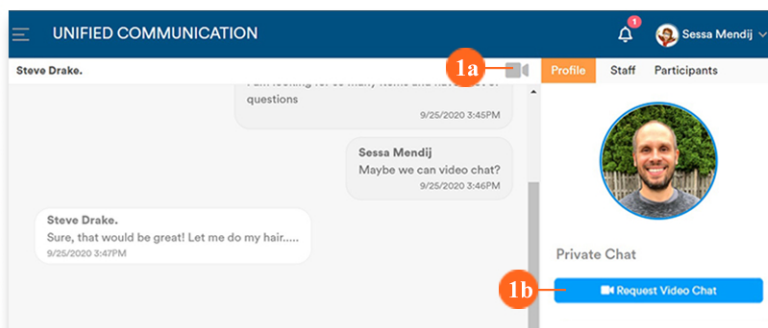 UNIFIED COMMUNICATION
1
Sessa Mendij
Steve Drake.
1a
Profile Staff Participants
questions
9/25/2020 3:45PM
Sessa Mendij
Maybe we can video chat?
9/25/2020 3:46PM
Steve Drake.
Sure, that would be great! Let me do my hair.....
9/25/2020 3:47PM
Private Chat
1b
Request Video Chat